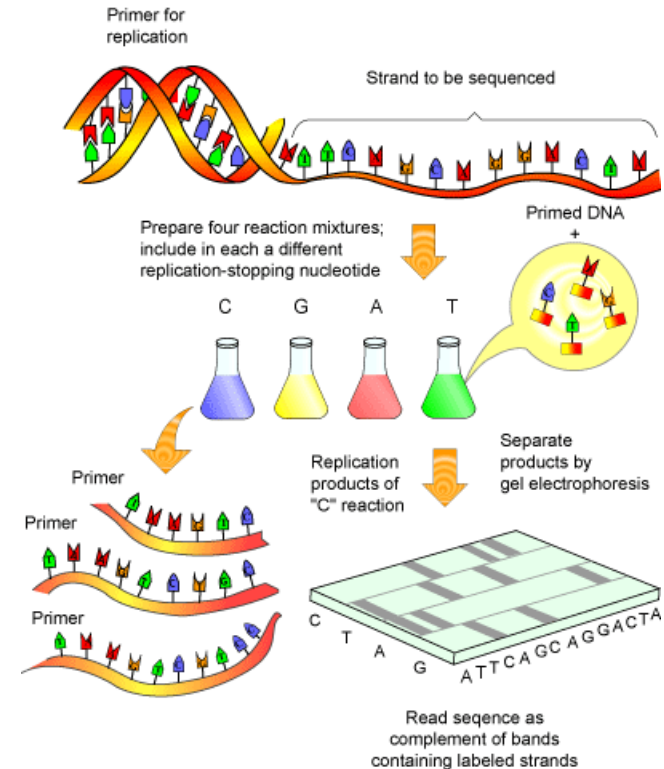 Primer for
replication
Strand to be sequenced
T
T
C
G
C
G
G
C
T
Prepare four reaction mixtures;
include in each a different
replication-stopping nucleotide
Primed DNA
+
C
T
G
C G A T
Replication
products of
"C" reaction
Separate
products by
gel electrophoresis
Primer
Primer
Primer
C
T
A
G
A T T C A G C A G G A C T A
Read seqence as
complement of bands
containing labeled strands